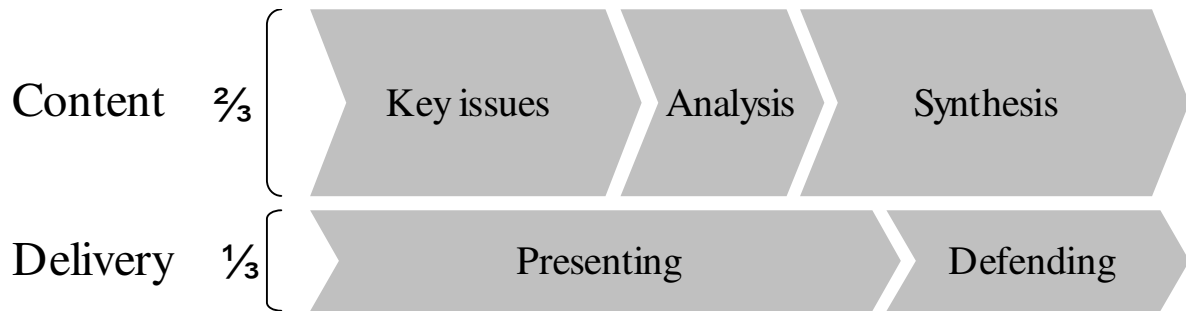 Content ⅔ Key issues Analysis Synthesis
Delivery ⅓ Presenting Defending